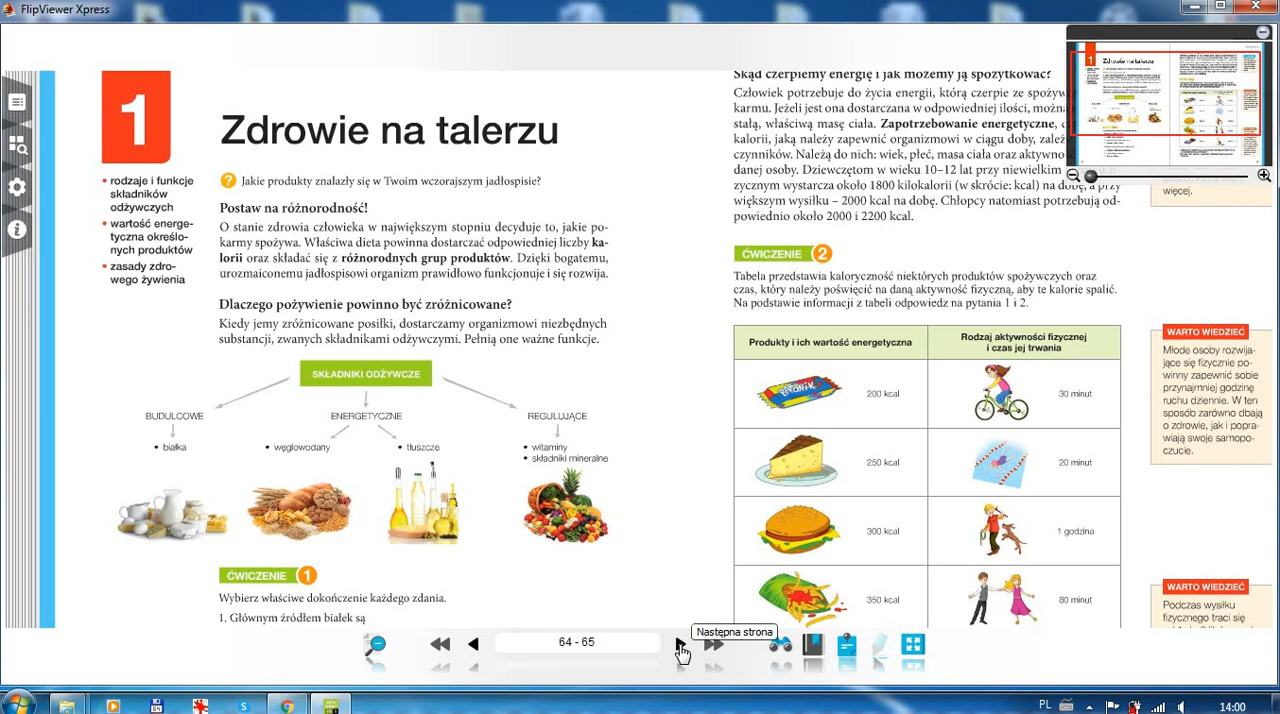 FlipViewer Xpress
1
Zdrowie na talerzu
• rodzaje i funkcje
składników
odżywczych
• wartość energe-
tyczna określo-
nych produktów
• zasady zdro-
wego żywienia
? Jakie produkty znalazły się w Twoim wczorajszym jadłospisie?
Postaw na różnorodność!
O stanie zdrowia człowieka w największym stopniu decyduje to, jakie po-
karmy spożywa. Właściwa dieta powinna dostarczać odpowiedniej liczby ka-
lorii oraz składać się z różnorodnych grup produktów. Dzięki bogatemu,
urozmaiconemu jadłospisowi organizm prawidłowo funkcjonuje i się rozwija.
Dlaczego pożywienie powinno być zróżnicowane?
Kiedy jemy zróżnicowane posiłki, dostarczamy organizmowi niezbędnych
substancji, zwanych składnikami odżywczymi. Pełnią one ważne funkcje.
SKŁADNIKI ODŻYWCZE
BUDULCOWE
ENERGETYCZNE
REGULUJĄCE
• białka
• węglowodany
• tłuszcze
• witaminy
• składniki mineralne
ĆWICZENIE 1
Wybierz właściwe dokończenie każdego zdania.
1. Głównym źródłem białek są
Skąd czerpiemy energię i jak możemy ją spożytkować?
Człowiek potrzebuje do życia energii, którą czerpie ze spożyw
karmu. Jeżeli jest ona dostarczana w odpowiedniej ilości, możn
stałą, właściwą masę ciała. Zapotrzebowanie energetyczne, c
kalorii, jaką należy zapewnić organizmowi w ciągu doby, zależ
czynników. Należą do nich: wiek, płeć, masa ciała oraz aktywno
danej osoby. Dziewczętom w wieku 10–12 lat przy niewielkim w
zycznym wystarcza około 1800 kilokalorii (w skrócie: kcal) na dobę, a przy
większym wysiłku – 2000 kcal na dobę. Chłopcy natomiast potrzebują od-
powiednio około 2000 i 2200 kcal.
więcej.
ĆWICZENIE 2
Tabela przedstawia kaloryczność niektórych produktów spożywczych oraz
czas, który należy poświęcić na daną aktywność fizyczną, aby te kalorie spalić.
Na podstawie informacji z tabeli odpowiedz na pytania 1 i 2.
Produkty i ich wartość energetyczna
Rodzaj aktywności fizycznej
i czas jej trwania
200 kcal
30 minut
250 kcal
20 minut
300 kcal
1 godzina
350 kcal
80 minut
WARTO WIEDZIEĆ
Młode osoby rozwija-
jące się fizycznie po-
winny zapewnić sobie
przynajmniej godzinę
ruchu dziennie. W ten
sposób zarówno dbają
o zdrowie, jak i popra-
wiają swoje samopo-
czucie.
WARTO WIEDZIEĆ
Podczas wysiłku
fizycznego traci się
64 - 65
Następna strona
PL
14:00